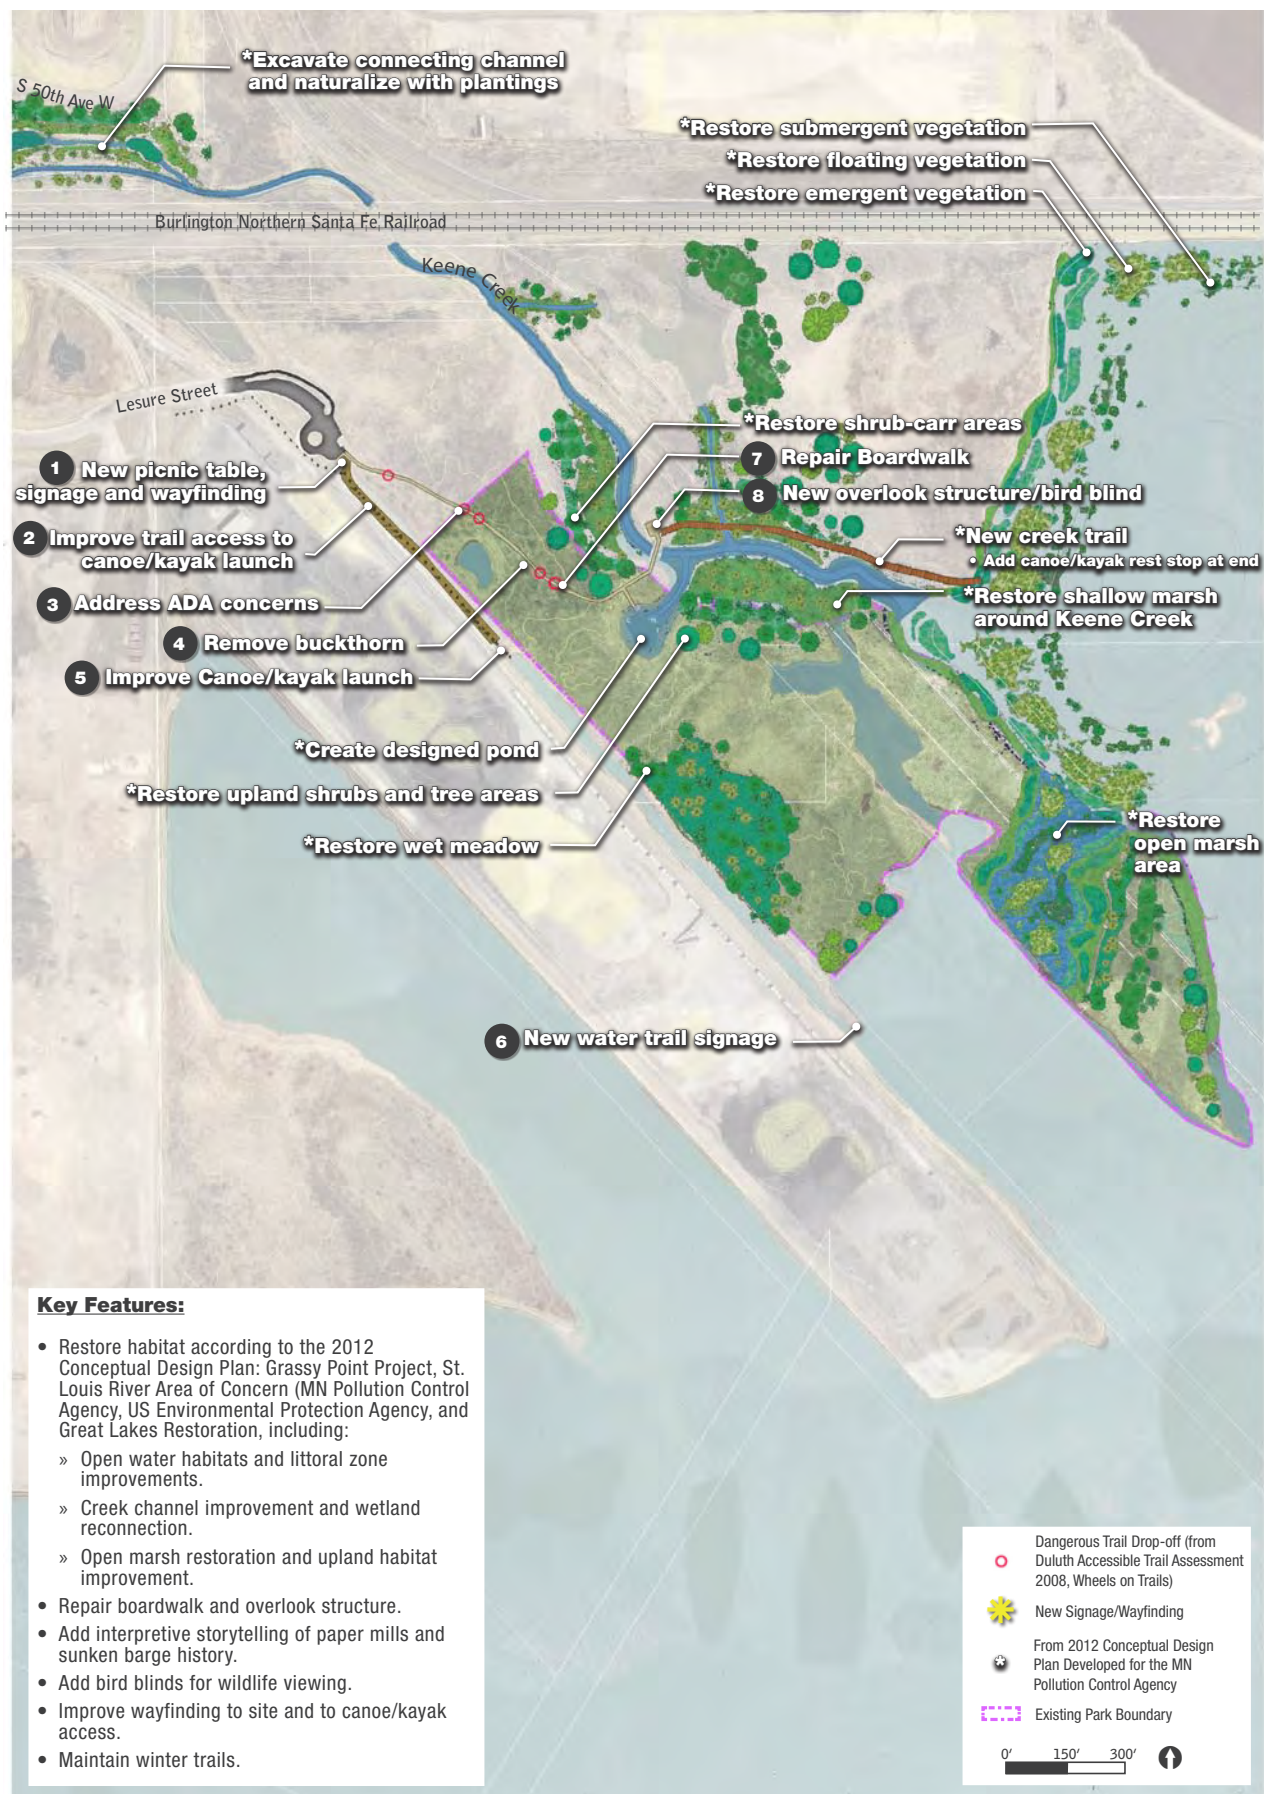 *Excavate connecting channel
and naturalize with plantings
S 50th Ave W
*Restore submergent vegetation
*Restore floating vegetation
*Restore emergent vegetation
Burlington Northern Santa Fe Railroad
Keene Creek
Lesure Street
*Restore shrub-carr areas
7 Repair Boardwalk
8 New overlook structure/bird blind
1 New picnic table,
signage and wayfinding
2 Improve trail access to
canoe/kayak launch
*New creek trail
• Add canoe/kayak rest stop at end
3 Address ADA concerns
*Restore shallow marsh
around Keene Creek
4 Remove buckthorn
5 Improve Canoe/kayak launch
*Create designed pond
*Restore upland shrubs and tree areas
*Restore wet meadow
*Restore
open marsh
area
6 New water trail signage
Key Features:
• Restore habitat according to the 2012
Conceptual Design Plan: Grassy Point Project, St.
Louis River Area of Concern (MN Pollution Control
Agency, US Environmental Protection Agency, and
Great Lakes Restoration, including:
» Open water habitats and littoral zone
improvements.
» Creek channel improvement and wetland
reconnection.
» Open marsh restoration and upland habitat
improvement.
• Repair boardwalk and overlook structure.
• Add interpretive storytelling of paper mills and
sunken barge history.
• Add bird blinds for wildlife viewing.
• Improve wayfinding to site and to canoe/kayak
access.
• Maintain winter trails.
Dangerous Trail Drop-off (from
Duluth Accessible Trail Assessment
2008, Wheels on Trails)
New Signage/Wayfinding
* From 2012 Conceptual Design
Plan Developed for the MN
Pollution Control Agency
Existing Park Boundary
0' 150' 300'